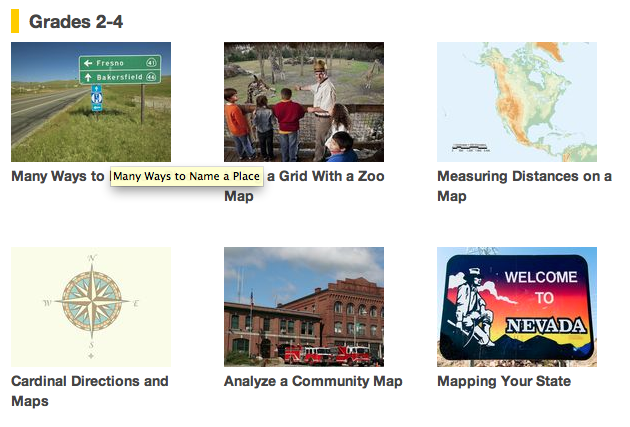 Grades 2-4
Fresno 41
Bakersfield 46
Many Ways to
Many Ways to Name a Place
a Grid With a Zoo
Map
Measuring Distances on a
Map
N
W E
S
WELCOME
TO
NEVADA
Cardinal Directions and
Maps
Analyze a Community Map
Mapping Your State